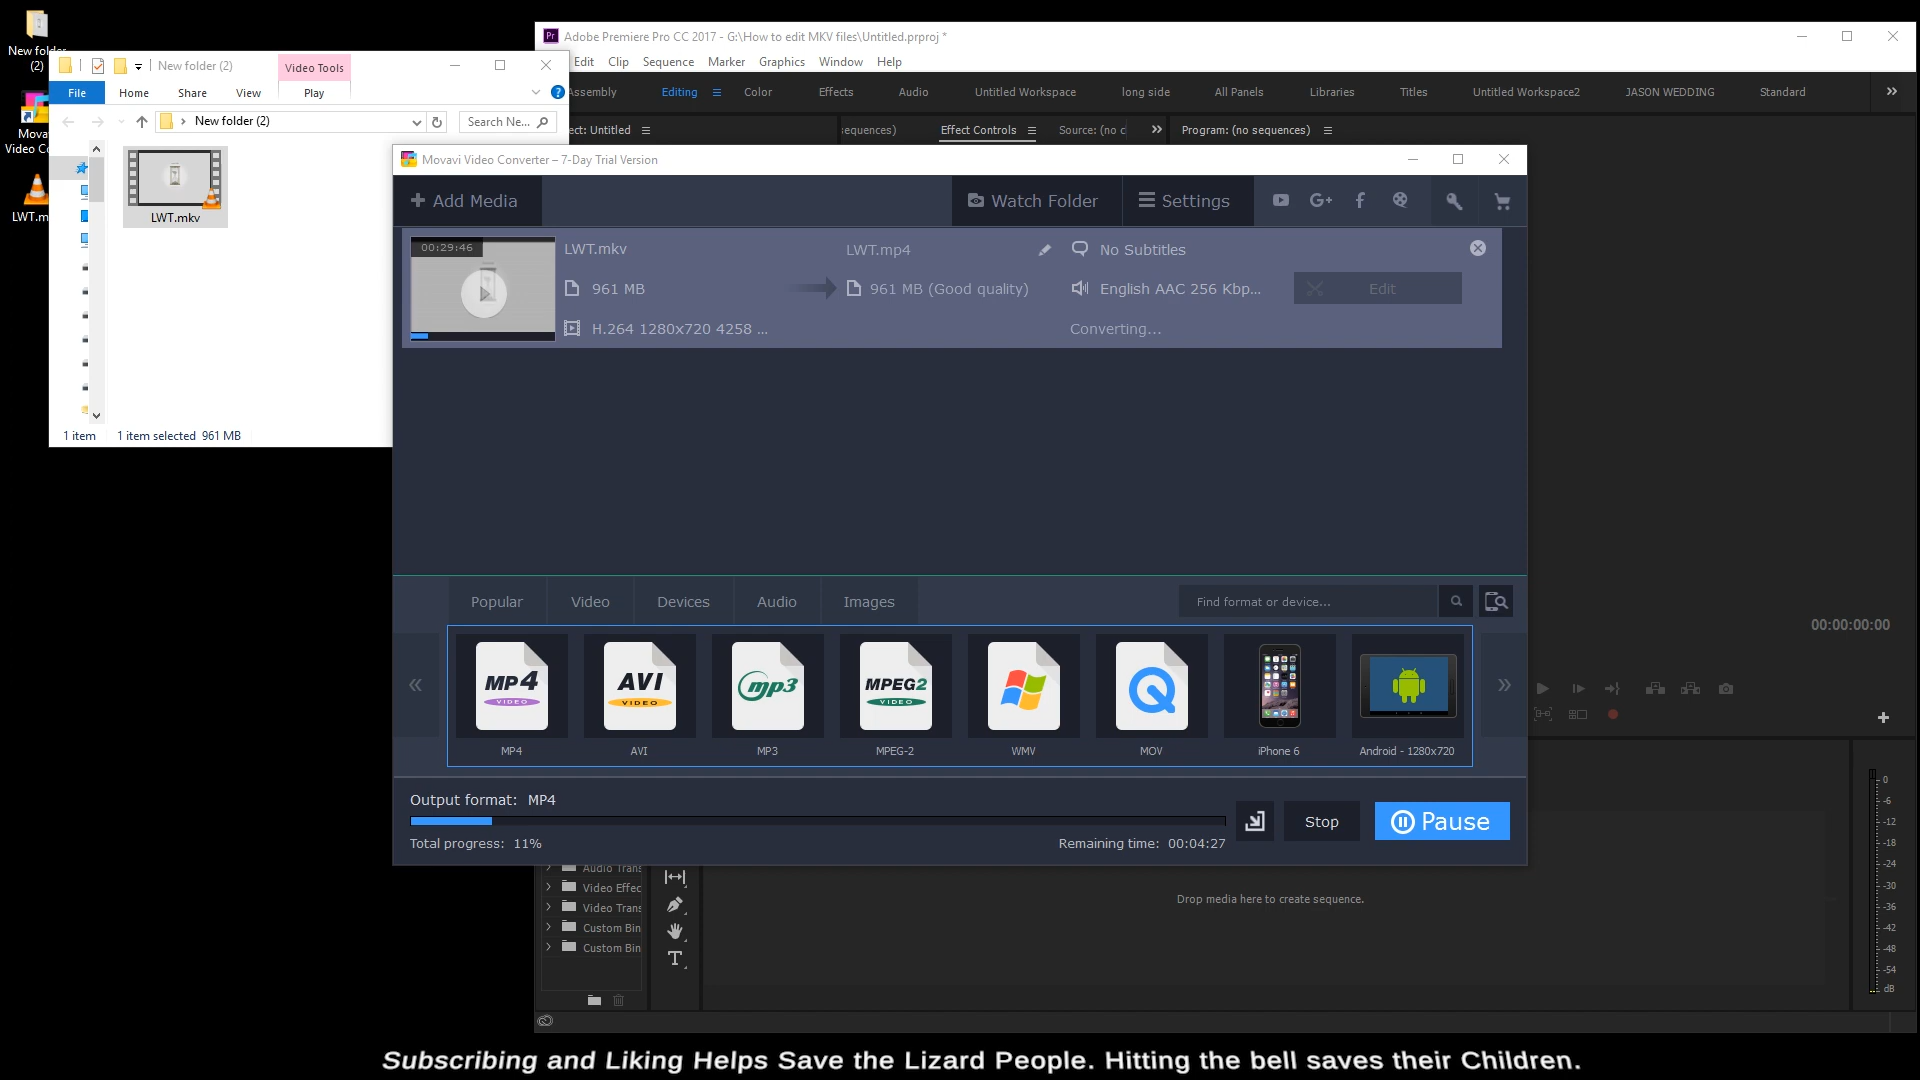 New folder
(2)
Mova
Video Co
LWT.m
New folder (2)
Video Tools
File
Home
Share
View
Play
New folder (2)
Search Ne...
LWT.mkv
1 item
1 item selected 961 MB
Pr
Adobe Premiere Pro CC 2017 - G:\How to edit MKV files\Untitled.prproj *
Edit
Clip
Sequence
Marker
Graphics
Window
Help
Assembly
Editing
Color
Effects
Audio
Untitled Workspace
long side
All Panels
Libraries
Titles
Untitled Workspace2
JASON WEDDING
Standard
ect: Untitled
sequences)
Effect Controls
Source: (no c
Program: (no sequences)
Movavi Video Converter – 7-Day Trial Version
Add Media
Watch Folder
Settings
G+
f
00:29:46
LWT.mkv
961 MB
H.264 1280x720 4258 ...
LWT.mp4
961 MB (Good quality)
No Subtitles
English AAC 256 Kbp...
Converting...
Edit
Popular
Video
Devices
Audio
Images
Find format or device...
MP4
VIDEO
AVI
VIDEO
mp3
MPEG2
VIDEO
MP4
AVI
MP3
MPEG-2
WMV
MOV
iPhone 6
Android - 1280x720
Output format: MP4
Total progress: 11%
Remaining time: 00:04:27
Stop
Pause
00:00:00:00
Audio Trans
Video Effec
Video Trans
Custom Bin
Custom Bin
T
Drop media here to create sequence.
0
-6
-12
-18
-24
-30
-36
-42
-48
-54
dB
Subscribing and Liking Helps Save the Lizard People. Hitting the bell saves their Children.